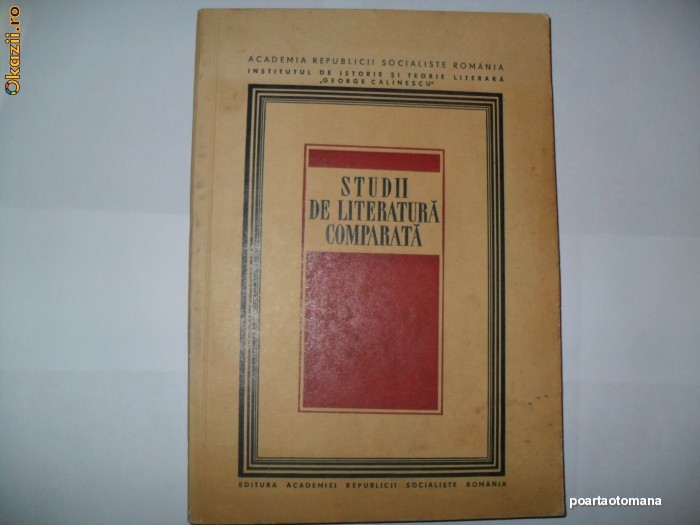 Okazii.ro
ACADEMIA REPUBLICII SOCIALISTE ROMÂNIA
INSTITUTUL DE ISTORIE ȘI TEORIE LITERARĂ
„GEORGE CALINESCU"
STUDII
DE LITERATURĂ
COMPARATĂ
EDITURA ACADEMIEI REPUBLICII SOCIALISTE ROMÂNIA
poartaotomana